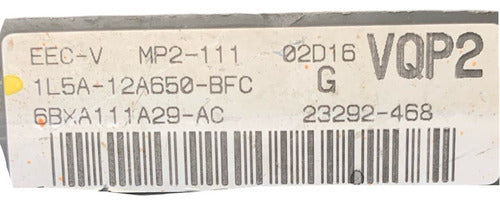 EEC-V MP2-111 02D16 VQP2
1L5A-12A650-BFC G
6BXA111A29-AC 23292-468